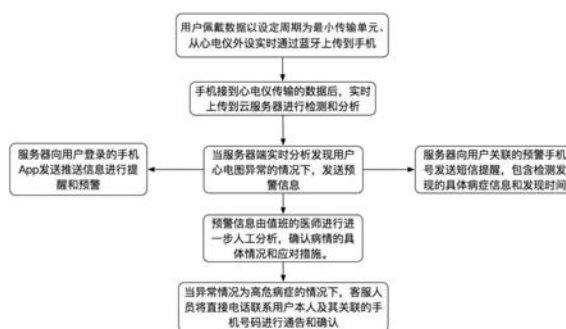 用户佩戴数据以设定周期为最小传输单元、
从心电仪外设实时通过蓝牙上传到手机
手机接到心电仪传输的数据后，实时
上传到云服务器进行检测和分析
服务器向用户登录的手机
App发送推送信息进行提
醒和预警
当服务器端实时分析发现用户
心电图异常的情况下，发送预
警信息
服务器向用户关联的预警手机
号发送短信提醒，包含检测发
现的具体病症信息和发现时间
预警信息由值班的医师进行进
一步人工分析，确认病情的具
体情况和应对措施。
当异常情况为高危病症的情况下，客服人
员将直接电话联系用户本人及其关联的
手机号码进行通告和确认